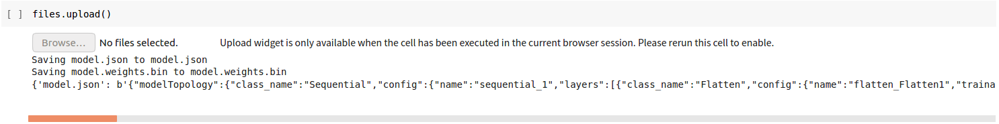 [ ] files.upload()
Browse... No files selected. Upload widget is only available when the cell has been executed in the current browser session. Please rerun this cell to enable.
Saving model.json to model.json
Saving model.weights.bin to model.weights.bin
{'model.json': b'{"modelTopology":{"class_name":"Sequential","config":{"name":"sequential_1","layers":[{"class_name":"Flatten","config":{"name":"flatten_Flatten1","traina